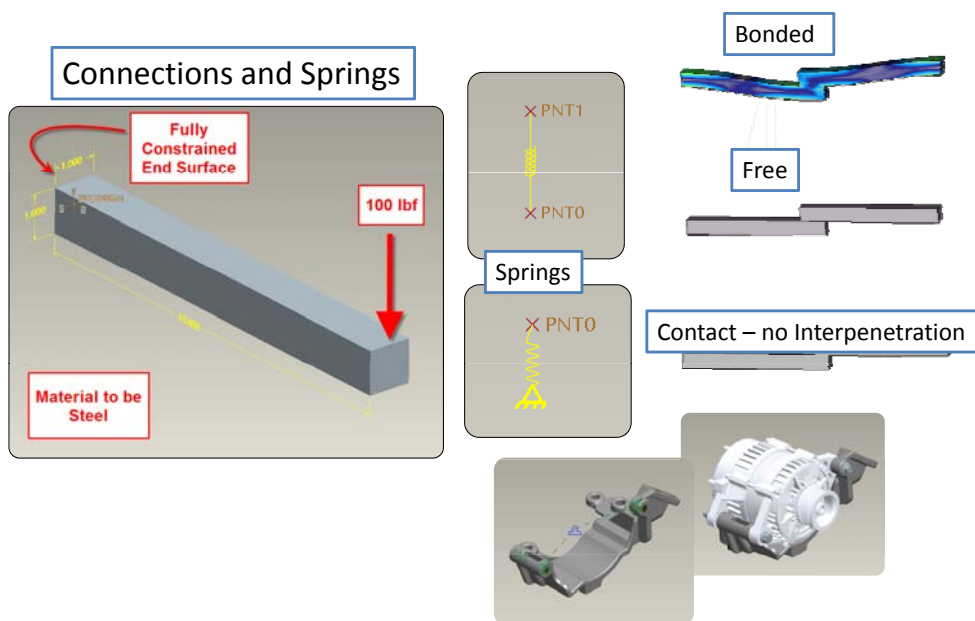 Connections and Springs
Fully
Constrained
End Surface
1.000
1.000
100 lbf
Material to be
Steel
PNT1
PNT0
Springs
PNT0
Bonded
Free
Contact – no Interpenetration